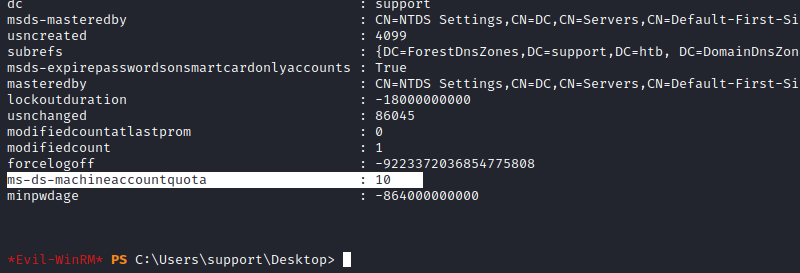 dc : support
msds-masteredby : CN=NTDS Settings,CN=DC,CN=Servers,CN=Default-First-Si
usncreated : 4099
subrefs : {DC=ForestDnsZones,DC=support,DC=htb, DC=DomainDnsZon
msds-expirepasswordsonsmartcardonlyaccounts : True
masteredby : CN=NTDS Settings,CN=DC,CN=Servers,CN=Default-First-Si
lockoutduration : -18000000000
usnchanged : 86045
modifiedcountatlastprom : 0
modifiedcount : 1
forcelogoff : -9223372036854775808
ms-ds-machineaccountquota : 10
minpwdage : -864000000000
*Evil-WinRM* PS C:\Users\support\Desktop>